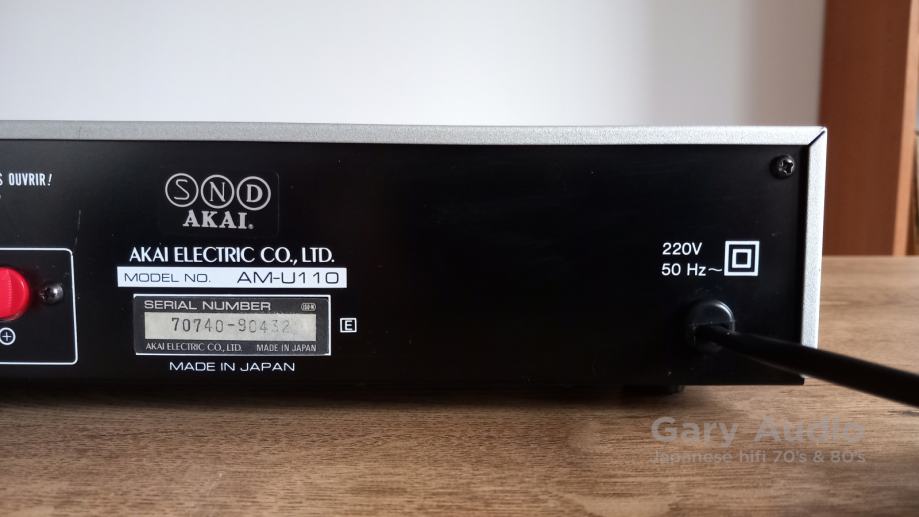 S OUVRIR!
SND
AKAI®
AKAI ELECTRIC CO., LTD.
MODEL NO. AM-U110
SERIAL NUMBER
70740-90432
AKAI ELECTRIC CO., LTD. MADE IN JAPAN
E
MADE IN JAPAN
220V
50 Hz~
Gary Audio
Japanese hifi 70's & 80's